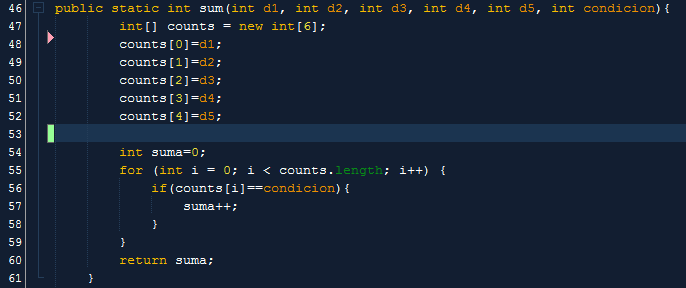 46 public static int sum(int d1, int d2, int d3, int d4, int d5, int condicion){
47 int[] counts = new int[6];
48 counts[0]=d1;
49 counts[1]=d2;
50 counts[2]=d3;
51 counts[3]=d4;
52 counts[4]=d5;
53
54 int suma=0;
55 for (int i = 0; i < counts.length; i++) {
56 if(counts[i]==condicion){
57 suma++;
58 }
59 }
60 return suma;
61 }